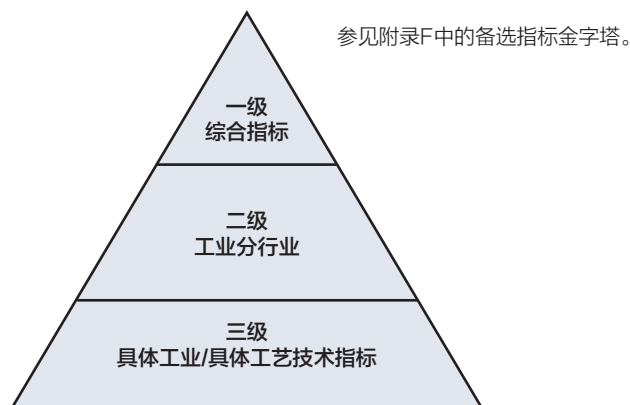 参见附录F中的备选指标金字塔。
一级
综合指标
二级
工业分行业
三级
具体工业/具体工艺技术指标